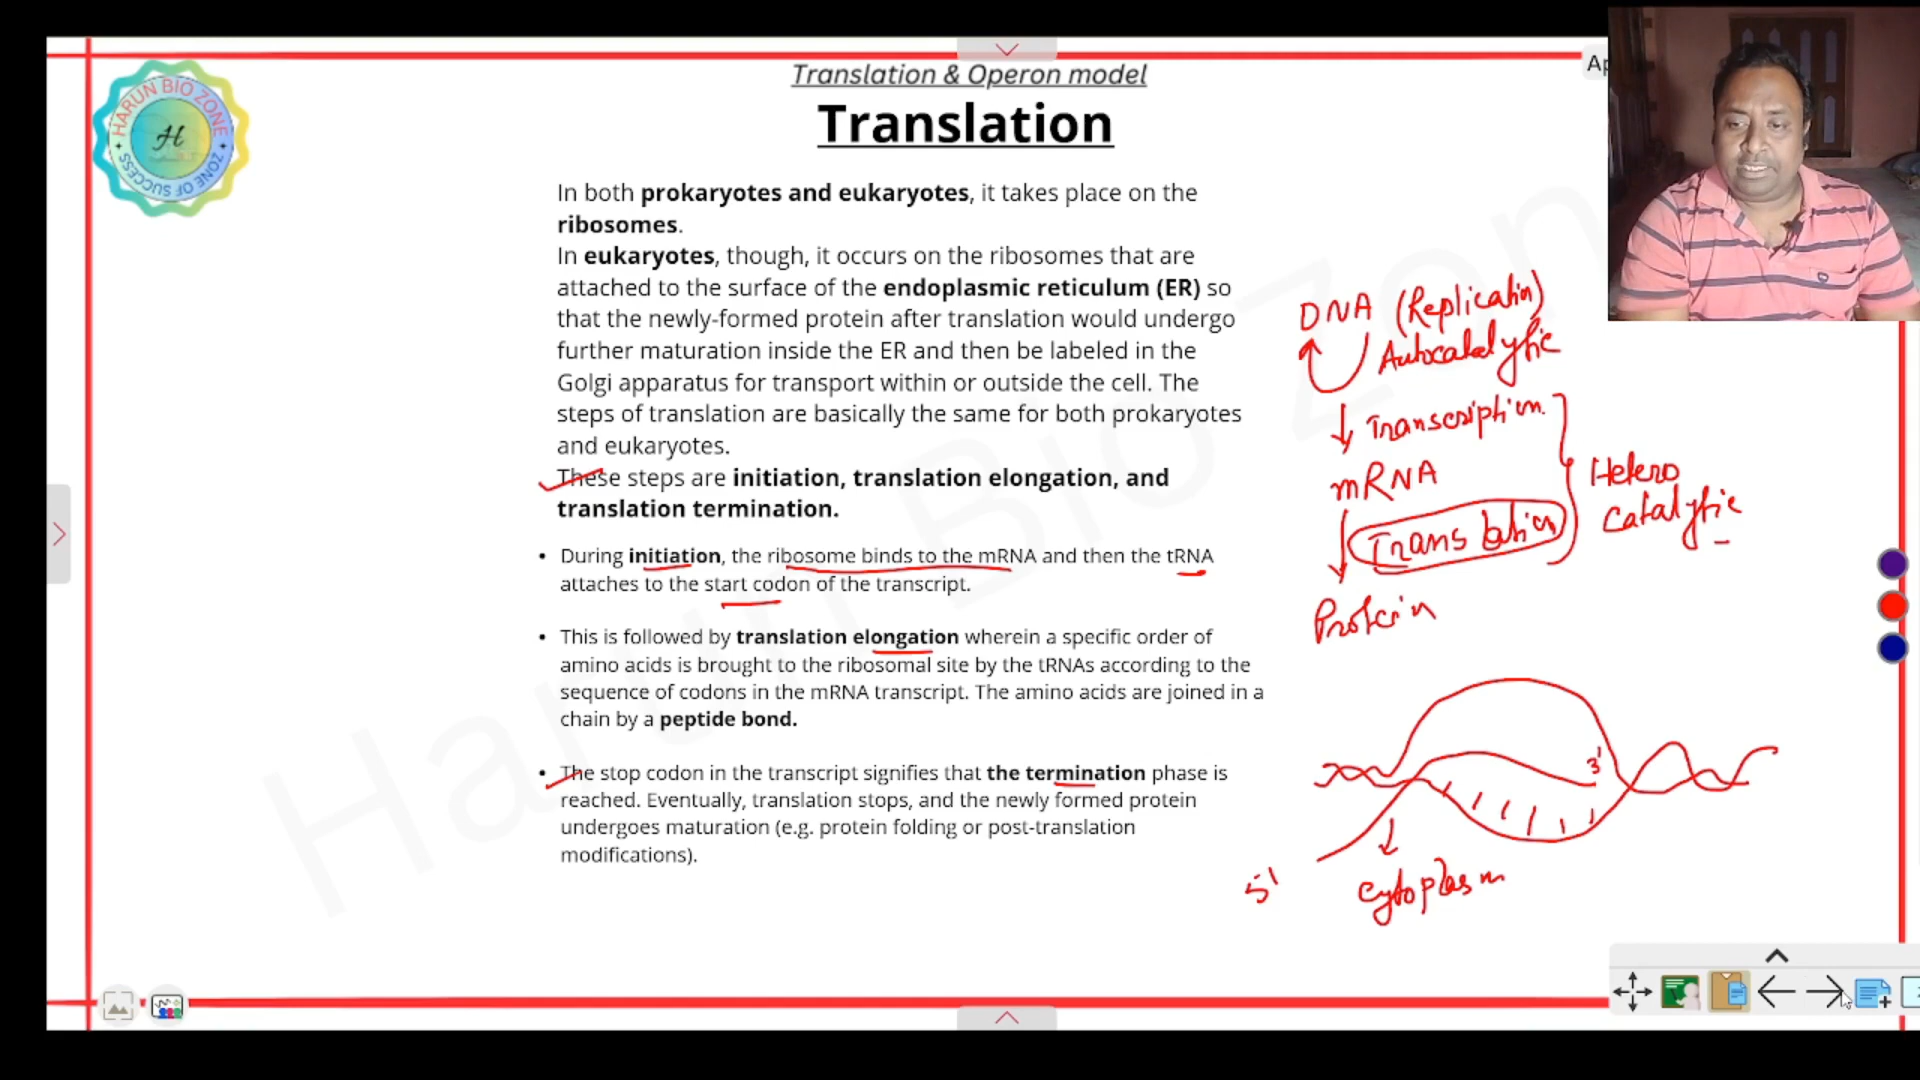 Translation & Operon model
Ap
HARUN BIO ZONE
H
ZONE OF SUCCESS
Translation
In both prokaryotes and eukaryotes, it takes place on the
ribosomes.
In eukaryotes, though, it occurs on the ribosomes that are
attached to the surface of the endoplasmic reticulum (ER) so
that the newly-formed protein after translation would undergo
further maturation inside the ER and then be labeled in the
Golgi apparatus for transport within or outside the cell. The
steps of translation are basically the same for both prokaryotes
and eukaryotes.
These steps are initiation, translation elongation, and
translation termination.
• During initiation, the ribosome binds to the mRNA and then the tRNA
attaches to the start codon of the transcript.
• This is followed by translation elongation wherein a specific order of
amino acids is brought to the ribosomal site by the tRNAs according to the
sequence of codons in the mRNA transcript. The amino acids are joined in a
chain by a peptide bond.
• The stop codon in the transcript signifies that the termination phase is
reached. Eventually, translation stops, and the newly formed protein
undergoes maturation (e.g. protein folding or post-translation
modifications).
DNA (Replication)
Autocatalytic
Transcription
mRNA
Hetero
Catalytic
Translation
Protein
3'
5'
Cytoplasm
Harun Bio Zon